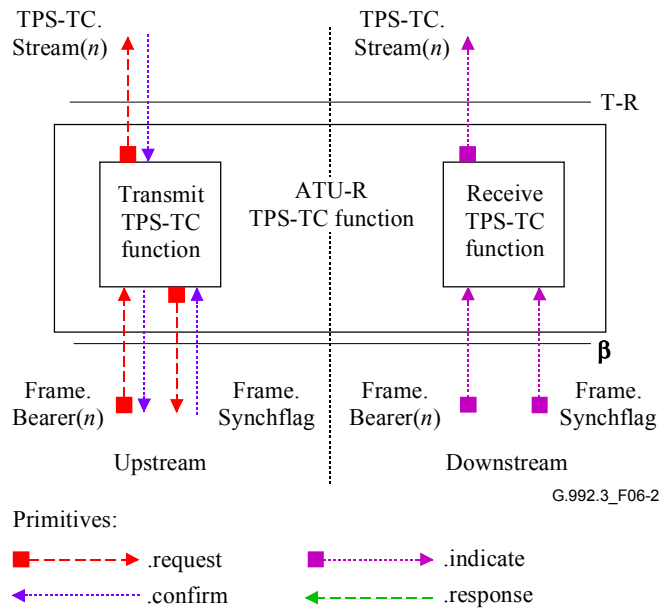 TPS-TC.
Stream(n)
TPS-TC.
Stream(n)
T-R
Transmit
TPS-TC
function
ATU-R
TPS-TC function
Receive
TPS-TC
function
β
Frame.
Bearer(n)
Frame.
Synchflag
Frame.
Bearer(n)
Frame.
Synchflag
Upstream
Downstream
G.992.3_F06-2
Primitives:
.request
.indicate
.confirm
.response